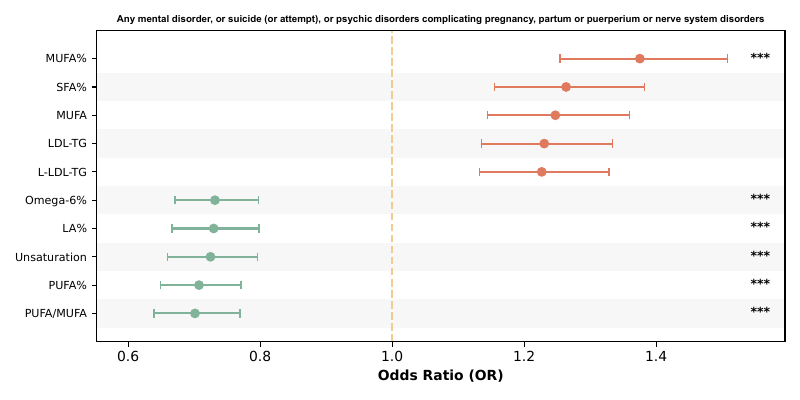 Any mental disorder, or suicide (or attempt), or psychic disorders complicating pregnancy, partum or puerperium or nerve system disorders
MUFA% ***
SFA%
MUFA
LDL-TG
L-LDL-TG
Omega-6% ***
LA% ***
Unsaturation ***
PUFA% ***
PUFA/MUFA ***
0.6 0.8 1.0 1.2 1.4
Odds Ratio (OR)